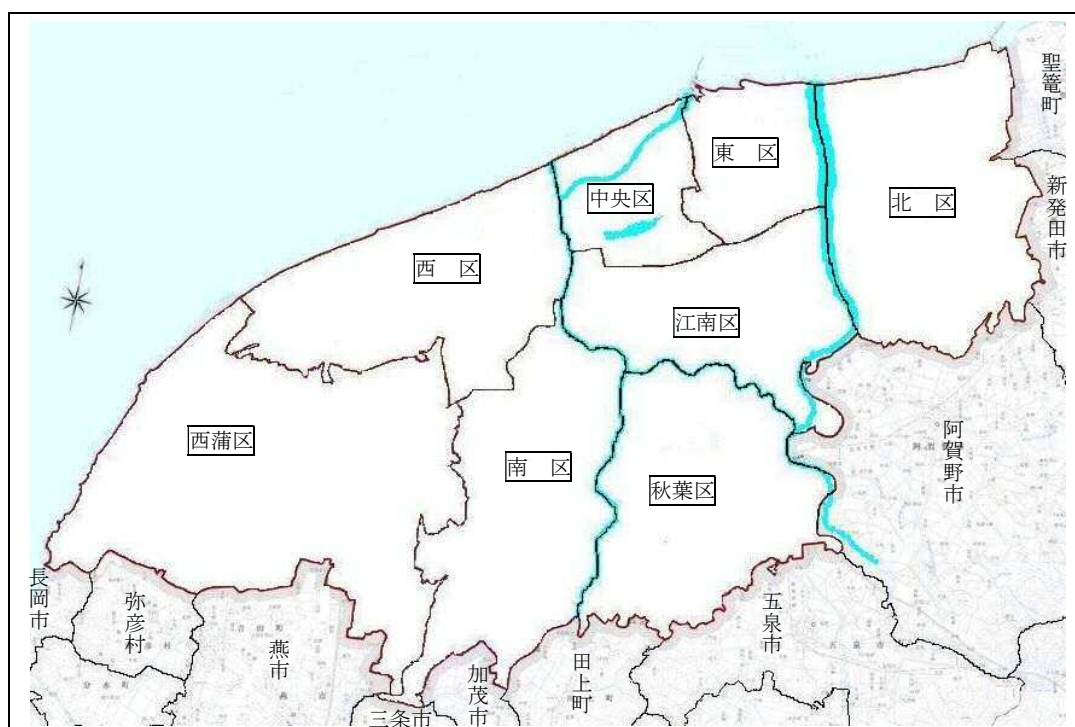 聖篭町
東　区
中央区
北　区
新発田市
西　区
江南区
西蒲区
南　区
秋葉区
阿賀野市
長岡市
弥彦村
燕市
三条市
加茂市
田上町
五泉市